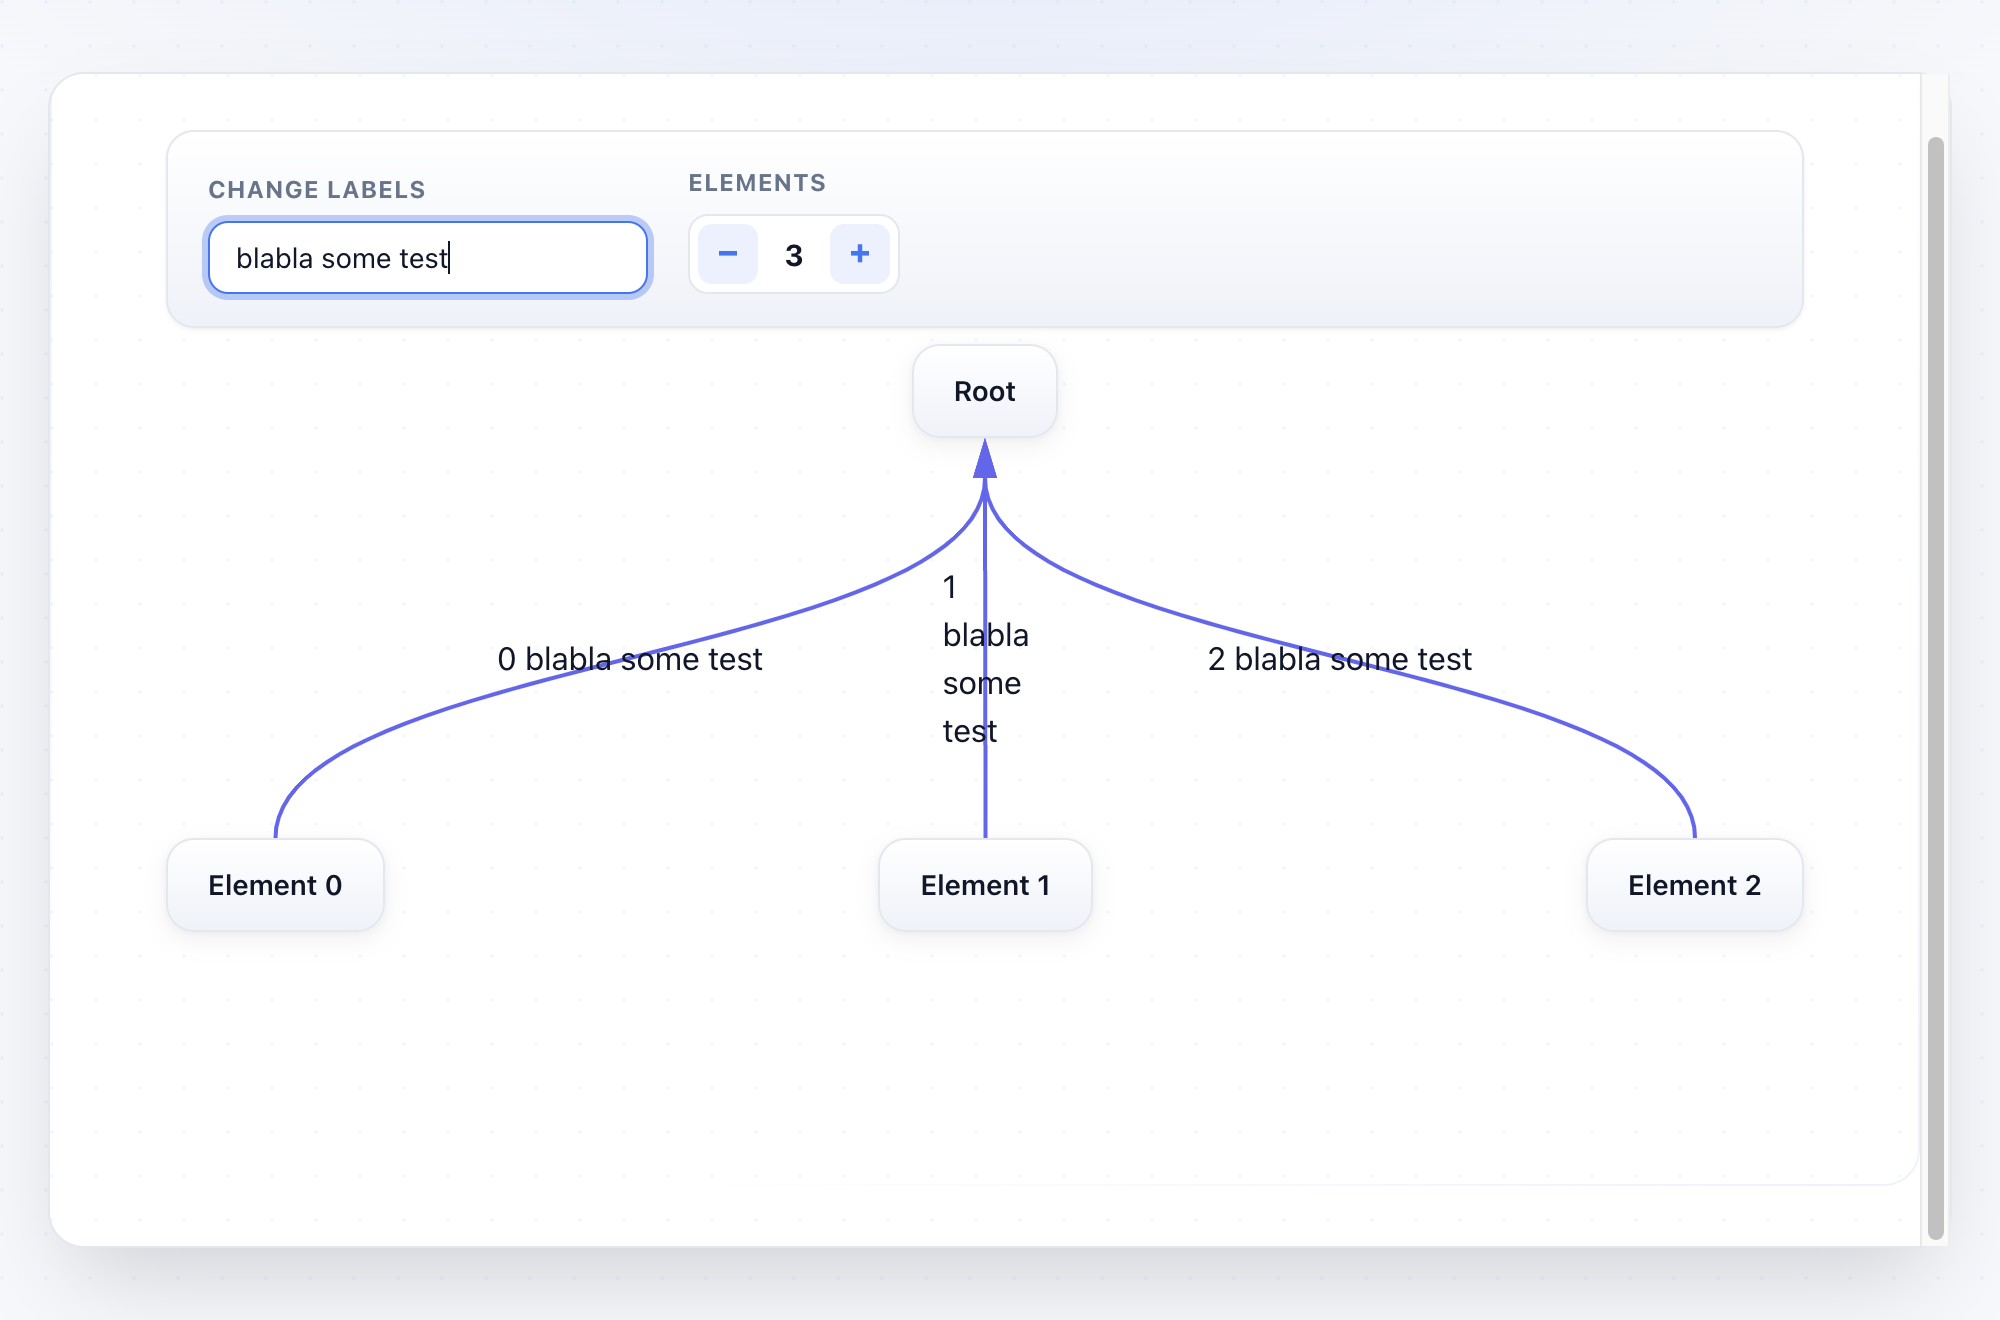 CHANGE LABELS
ELEMENTS
blabla some test
− 3 +
Root
1
blabla
some
test
0 blabla some test
2 blabla some test
Element 0
Element 1
Element 2